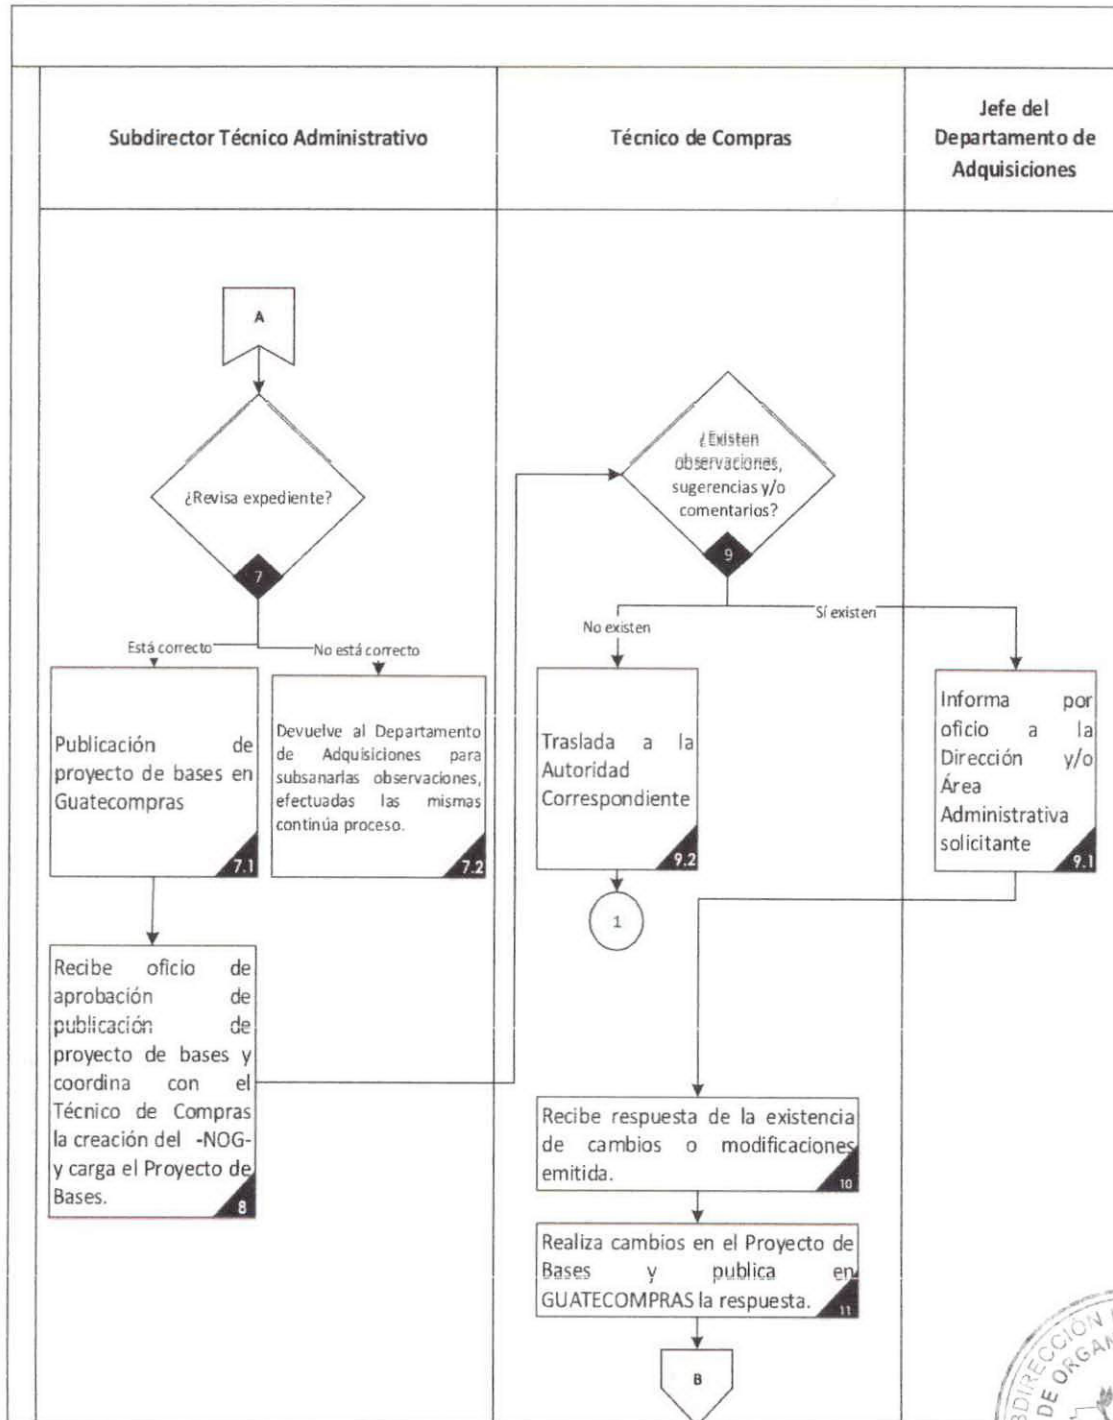 Subdirector Técnico Administrativo
Técnico de Compras
Jefe del
Departamento de
Adquisiciones
A
¿Revisa expediente?
7
Está correcto
No está correcto
Publicación de
proyecto de bases en
Guatecompras
7.1
Devuelve al Departamento
de Adquisiciones para
subsanarlas observaciones,
efectuadas las mismas
continúa proceso.
7.2
Recibe oficio de
aprobación de
publicación de
proyecto de bases y
coordina con el
Técnico de Compras
la creación del -NOG-
y carga el Proyecto de
Bases.
8
¿Existen
observaciones,
sugerencias y/o
comentarios?
9
No existen
Sí existen
Traslada a la
Autoridad
Correspondiente
9.2
1
Informa por
oficio a la
Dirección y/o
Área
Administrativa
solicitante
9.1
Recibe respuesta de la existencia
de cambios o modificaciones
emitida.
10
Realiza cambios en el Proyecto de
Bases y publica en
GUATECOMPRAS la respuesta.
11
B
DE